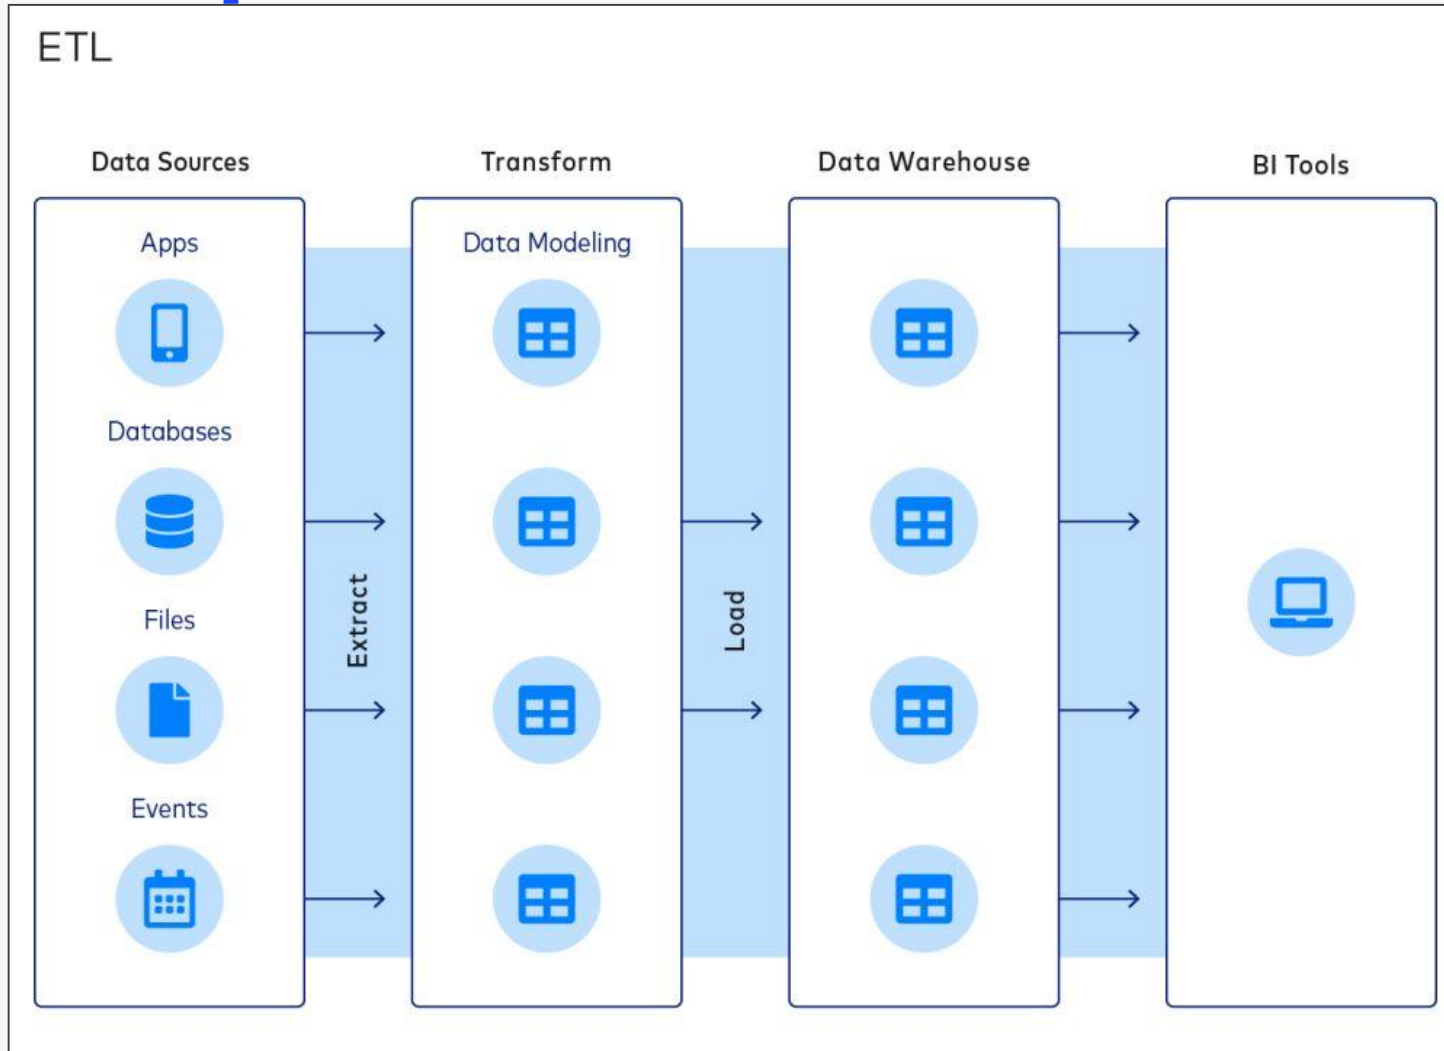 ETL
Data Sources
Transform
Data Warehouse
BI Tools
Apps
Data Modeling
Databases
Extract
Load
Files
Events